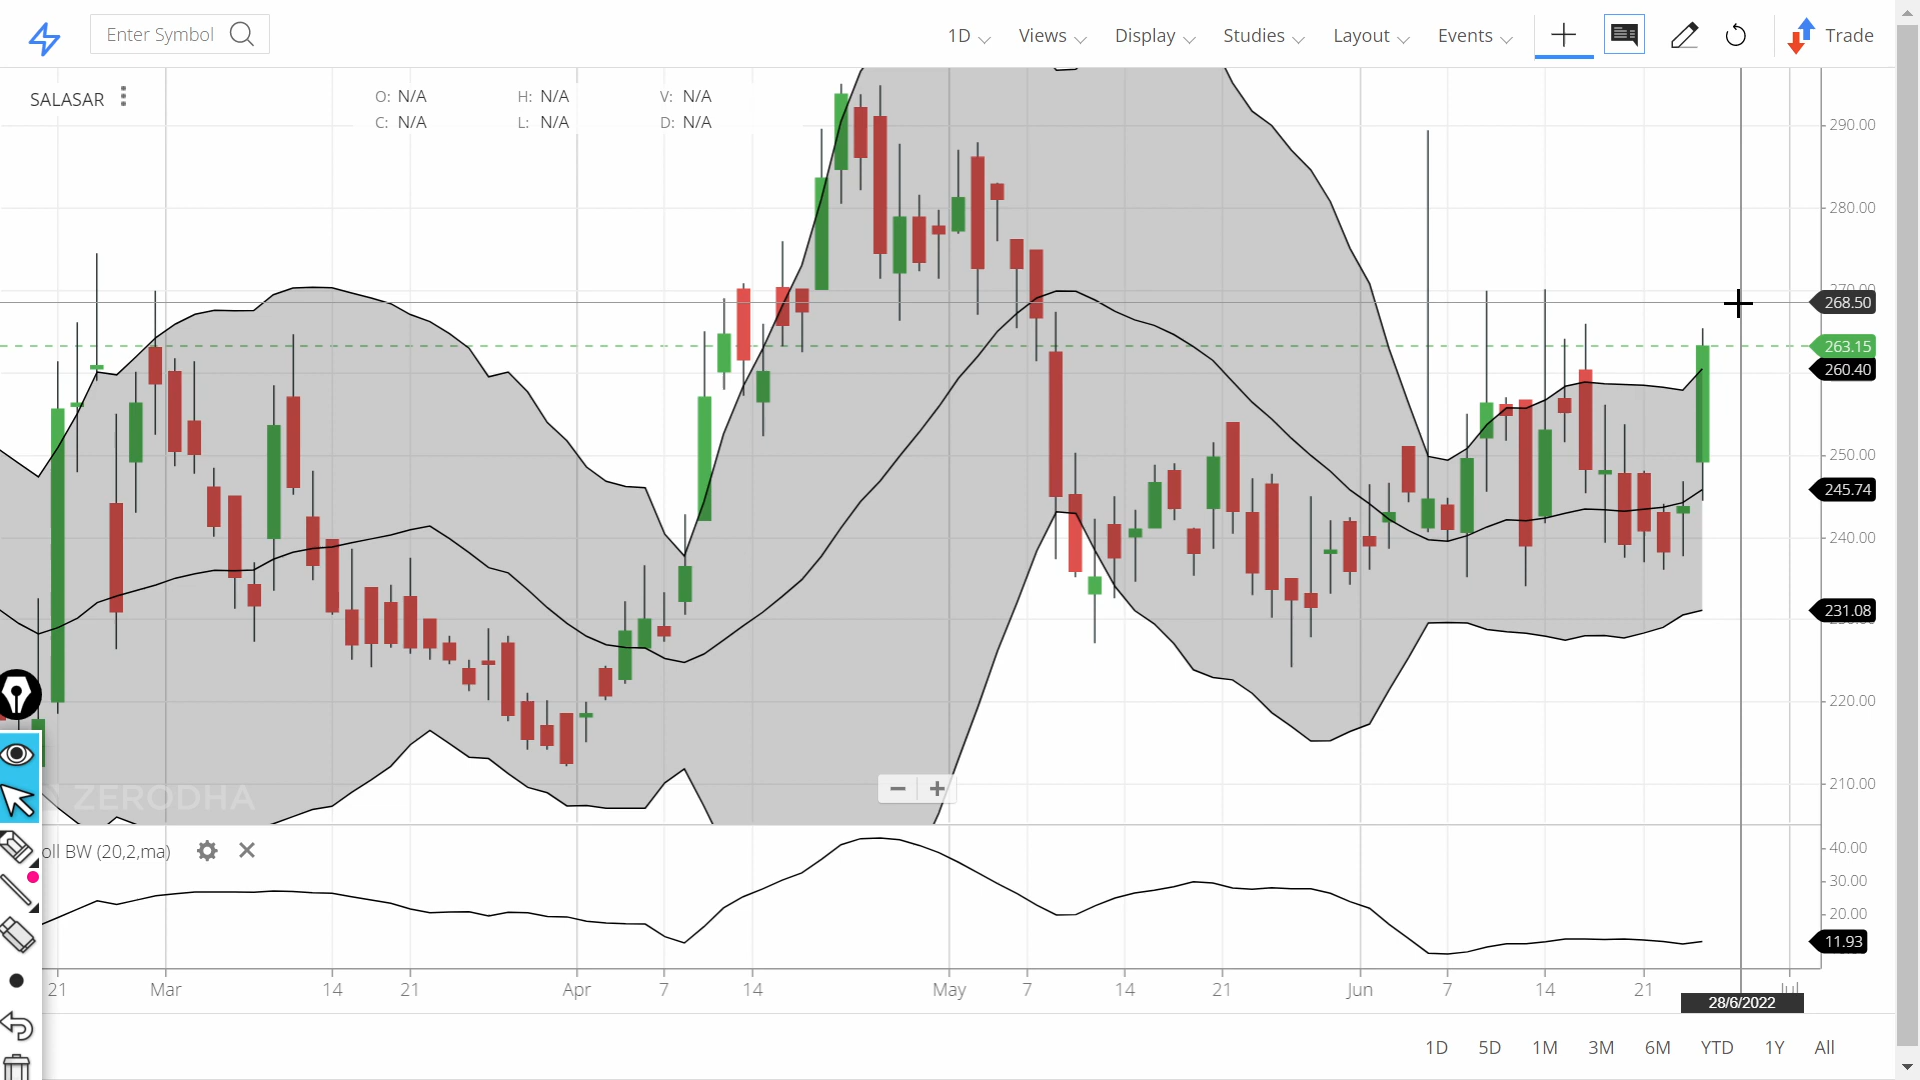 Enter Symbol
1D Views Display Studies Layout Events Trade
SALASAR
O: N/A H: N/A V: N/A
C: N/A L: N/A D: N/A
290.00
280.00
268.50
263.15
260.40
250.00
245.74
240.00
231.08
220.00
210.00
ZERODHA
oll BW (20,2,ma)
40.00
30.00
20.00
11.93
21 Mar 14 21 Apr 7 14 May 7 14 21 Jun 7 14 21 Jul
28/6/2022
1D 5D 1M 3M 6M YTD 1Y All